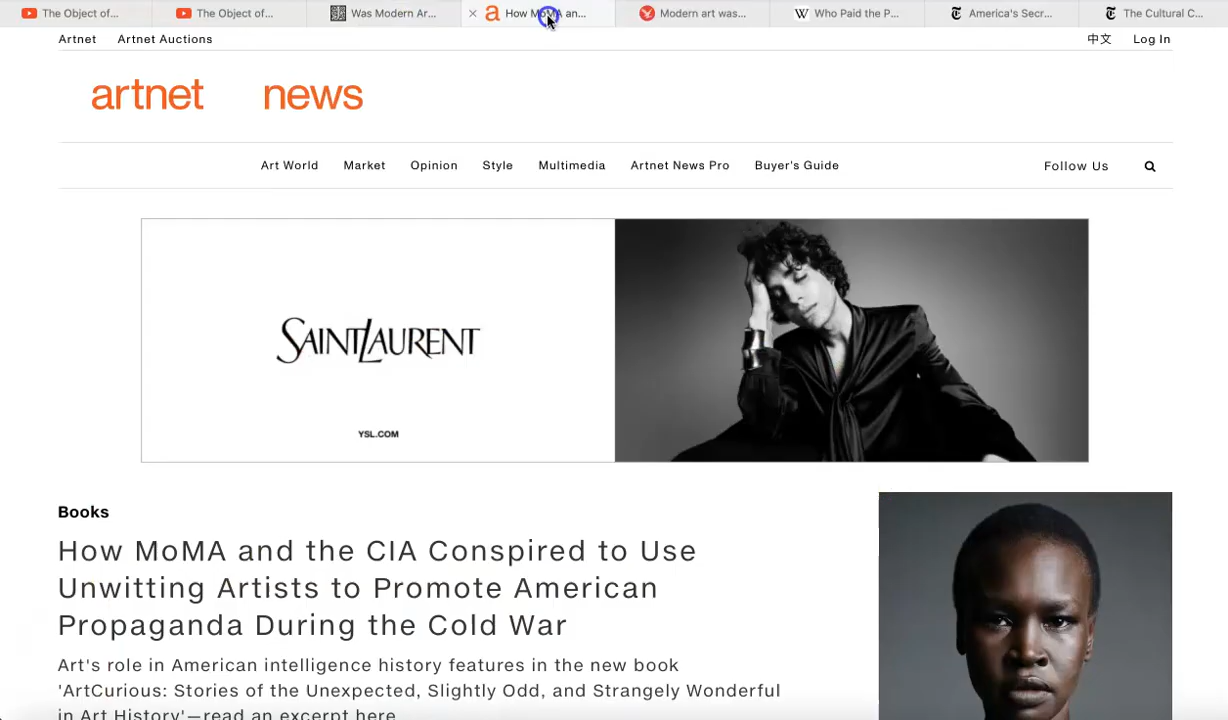 The Object of...
The Object of...
Was Modern Ar...
How MoMA an...
Modern art was...
Who Paid the P...
America's Secr...
The Cultural C...
Artnet
Artnet Auctions
中文
Log In
artnet news
Art World
Market
Opinion
Style
Multimedia
Artnet News Pro
Buyer's Guide
Follow Us
SAINT LAURENT
YSL.COM
Books
How MoMA and the CIA Conspired to Use
Unwitting Artists to Promote American
Propaganda During the Cold War
Art's role in American intelligence history features in the new book
'ArtCurious: Stories of the Unexpected, Slightly Odd, and Strangely Wonderful
in Art History'—read an excerpt here